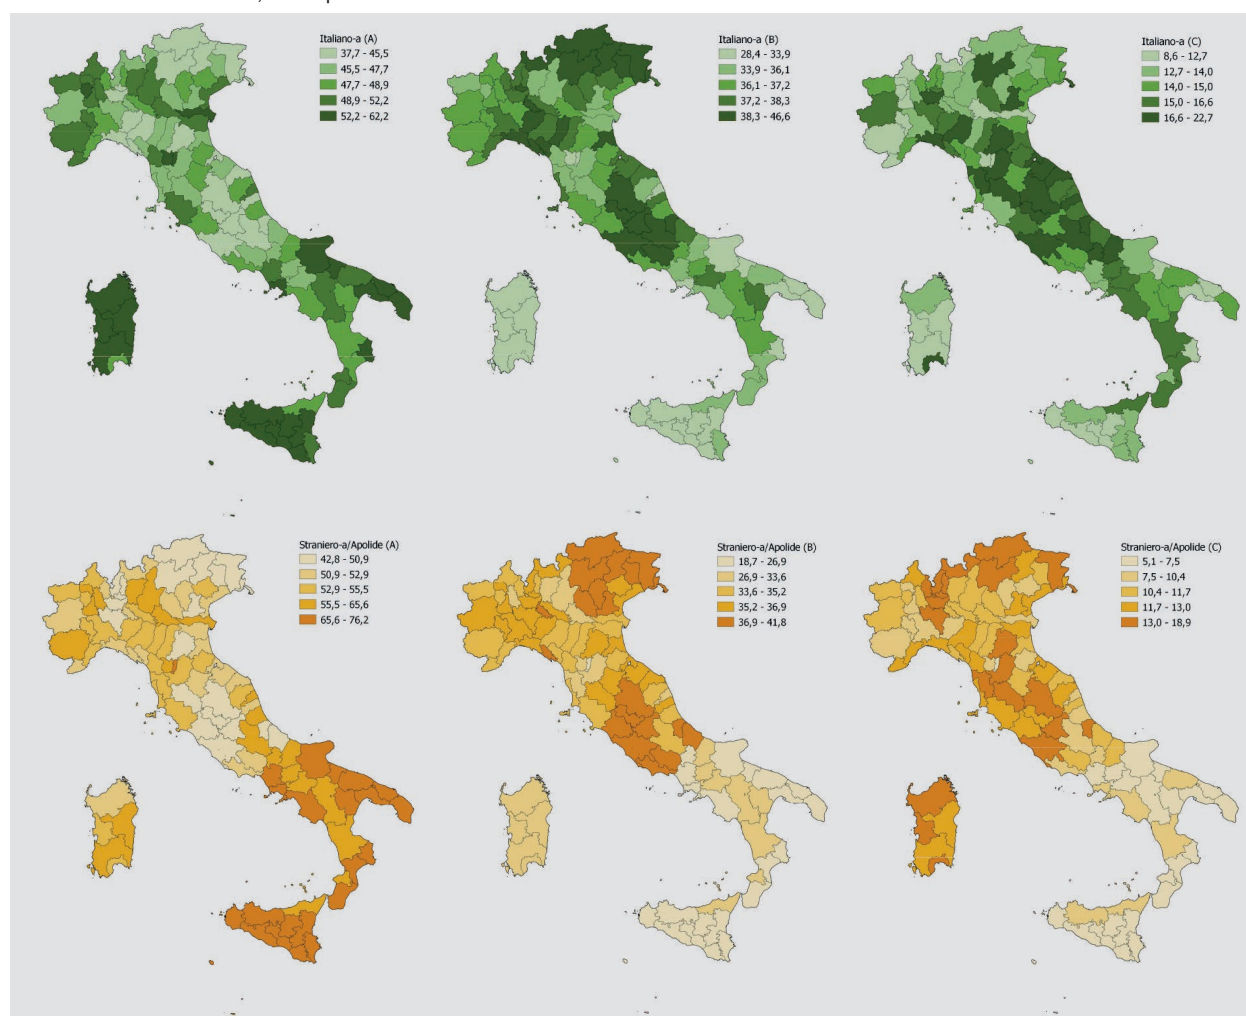 Italiano-a (A)
37,7 - 45,5
45,5 - 47,7
47,7 - 48,9
48,9 - 52,2
52,2 - 62,2
Italiano-a (B)
28,4 - 33,9
33,9 - 36,1
36,1 - 37,2
37,2 - 38,3
38,3 - 46,6
Italiano-a (C)
8,6 - 12,7
12,7 - 14,0
14,0 - 15,0
15,0 - 16,6
16,6 - 22,7
Straniero-a/Apolide (A)
42,8 - 50,9
50,9 - 52,9
52,9 - 55,5
55,5 - 65,6
65,6 - 76,2
Straniero-a/Apolide (B)
18,7 - 26,9
26,9 - 33,6
33,6 - 35,2
35,2 - 36,9
36,9 - 41,8
Straniero-a/Apolide (C)
5,1 - 7,5
7,5 - 10,4
10,4 - 11,7
11,7 - 13,0
13,0 - 18,9